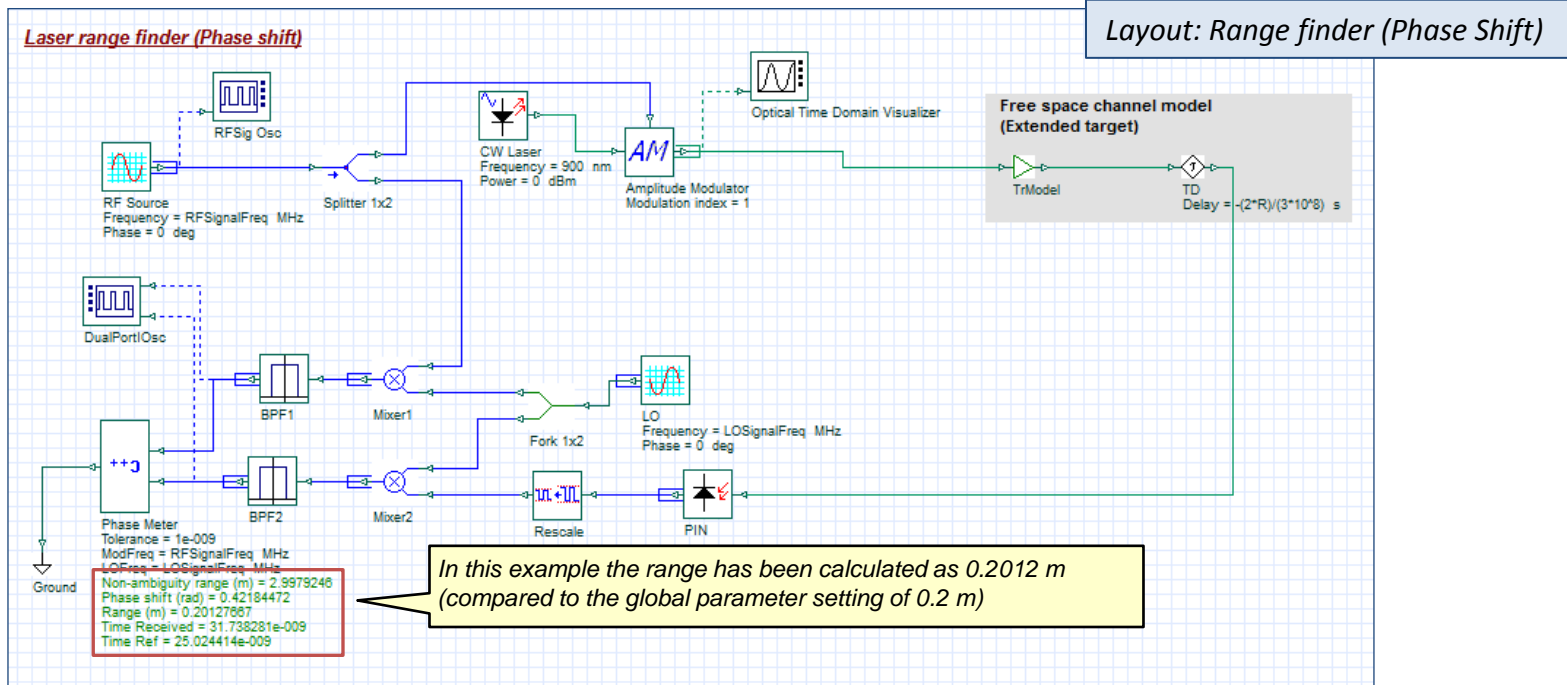 Layout: Range finder (Phase Shift)
Laser range finder (Phase shift)
RFSig Osc
RF Source
Frequency = RFSignalFreq MHz
Phase = 0 deg
Splitter 1x2
CW Laser
Frequency = 900 nm
Power = 0 dBm
AM
Amplitude Modulator
Modulation index = 1
Optical Time Domain Visualizer
Free space channel model
(Extended target)
TrModel
TD
Delay = -(2*R)/(3*10^8) s
DualPortIOsc
BPF1
Mixer1
Fork 1x2
LO
Frequency = LOSignalFreq MHz
Phase = 0 deg
BPF2
Mixer2
Rescale
PIN
C++
Phase Meter
Tolerance = 1e-009
ModFreq = RFSignalFreq MHz
LOFreq = LOSignalFreq MHz
Non-ambiguity range (m) = 2.9979246
Phase shift (rad) = 0.42184472
Range (m) = 0.20127667
Time Received = 31.738281e-009
Time Ref = 25.024414e-009
Ground
In this example the range has been calculated as 0.2012 m
(compared to the global parameter setting of 0.2 m)